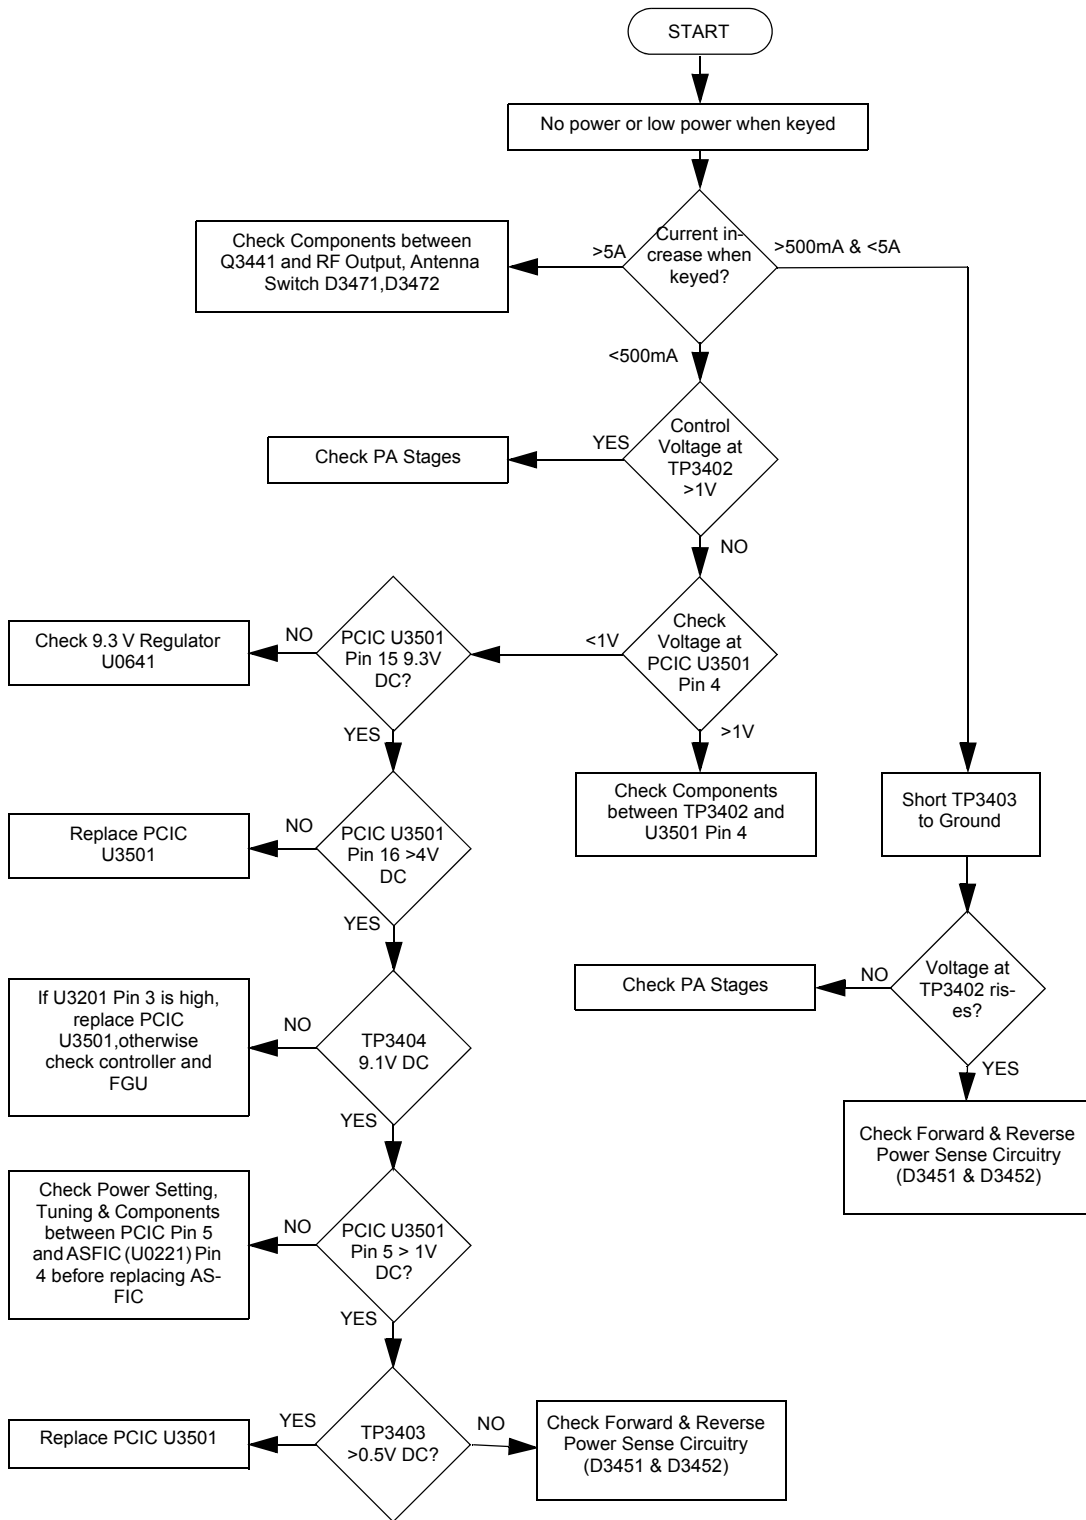 START
No power or low power when keyed
Current in-
crease when
keyed?
>5A
>500mA & <5A
Check Components between
Q3441 and RF Output, Antenna
Switch D3471,D3472
<500mA
Control
Voltage at
TP3402
>1V
YES
Check PA Stages
NO
Check
Voltage at
PCIC U3501
Pin 4
<1V
PCIC U3501
Pin 15 9.3V
DC?
NO
Check 9.3 V Regulator
U0641
YES
>1V
Check Components
between TP3402 and
U3501 Pin 4
Short TP3403
to Ground
PCIC U3501
Pin 16 >4V
DC
NO
Replace PCIC
U3501
YES
Voltage at
TP3402 ris-
es?
NO
Check PA Stages
YES
If U3201 Pin 3 is high,
replace PCIC
U3501,otherwise
check controller and
FGU
NO
TP3404
9.1V DC
YES
Check Forward & Reverse
Power Sense Circuitry
(D3451 & D3452)
Check Power Setting,
Tuning & Components
between PCIC Pin 5
and ASFIC (U0221) Pin
4 before replacing AS-
FIC
NO
PCIC U3501
Pin 5 > 1V
DC?
YES
Replace PCIC U3501
YES
TP3403
>0.5V DC?
NO
Check Forward & Reverse
Power Sense Circuitry
(D3451 & D3452)